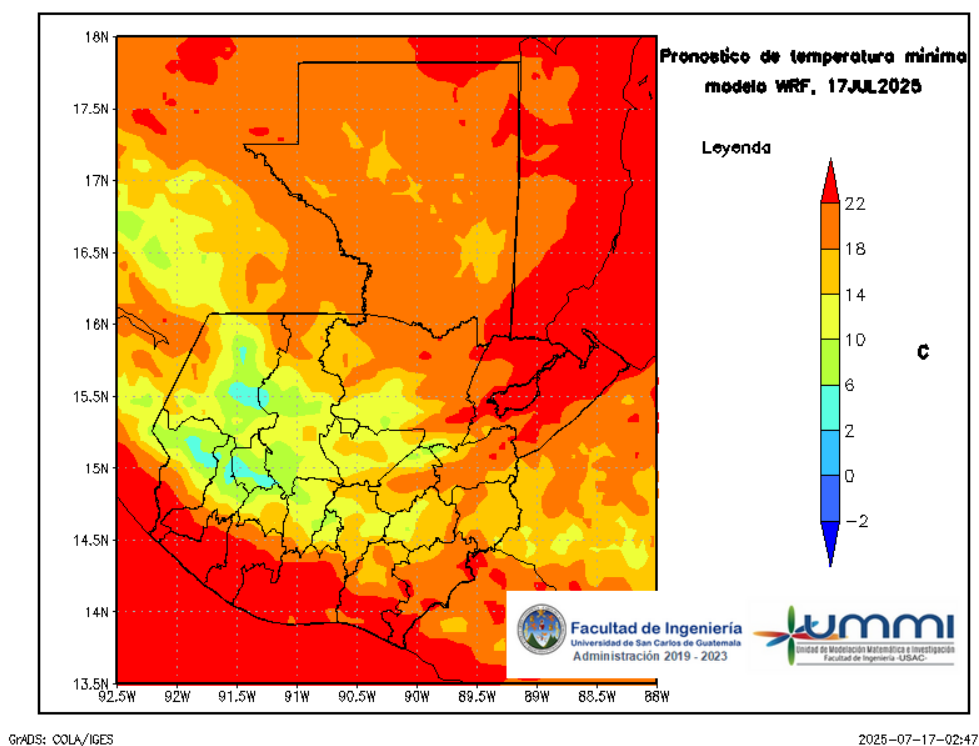 Pronostico de temperatura minima
modelo WRF, 17JUL2025
Leyenda
22
18
14
10
6
2
0
-2
C
18N
17.5N
17N
16.5N
16N
15.5N
15N
14.5N
14N
13.5N
92.5W 92W 91.5W 91W 90.5W 90W 89.5W 89W 88.5W 88W
Facultad de Ingeniería
Universidad de San Carlos de Guatemala
Administración 2019 - 2023
ummi
Unidad de Modelación Matemática e Investigación
Facultad de Ingeniería -USAC-
GrADS: COLA/IGES
2025-07-17-02:47